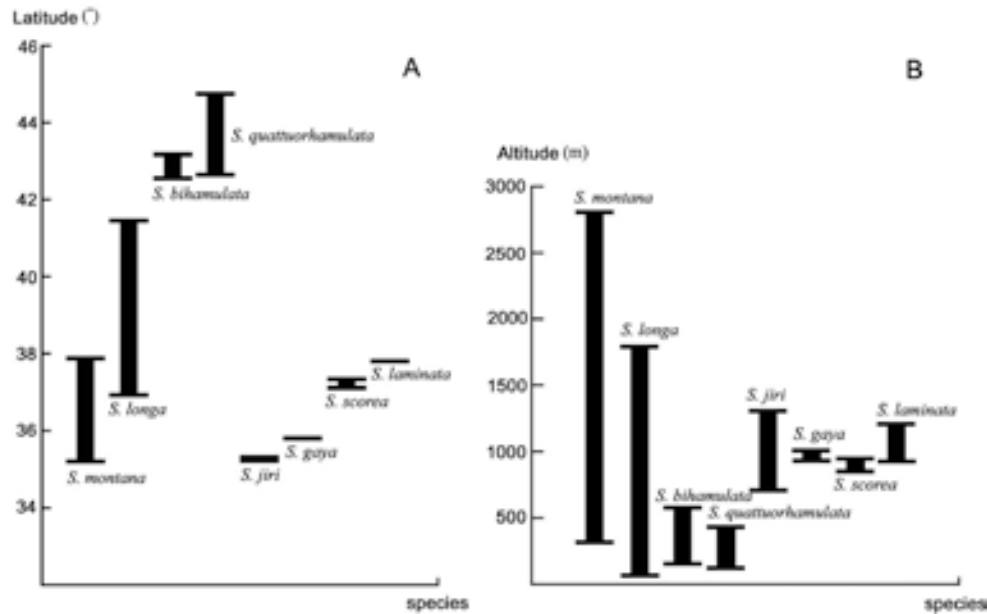 Latitude (°)
A
46
44
42
40
38
36
34
S. quattuorhamulata
S. bihamulata
S. longa
S. montana
S. jiri
S. gaya
S. scorea
S. laminata
species
B
Altitude (m)
3000
2500
2000
1500
1000
500
S. montana
S. longa
S. jiri
S. gaya
S. laminata
S. scorea
S. bihamulata
S. quattuorhamulata
species